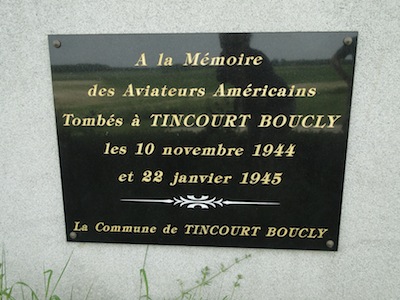 A la Mémoire
des Aviateurs Américains
Tombés à TINCOURT BOUCLY
les 10 novembre 1944
et 22 janvier 1945
La Commune de TINCOURT BOUCLY